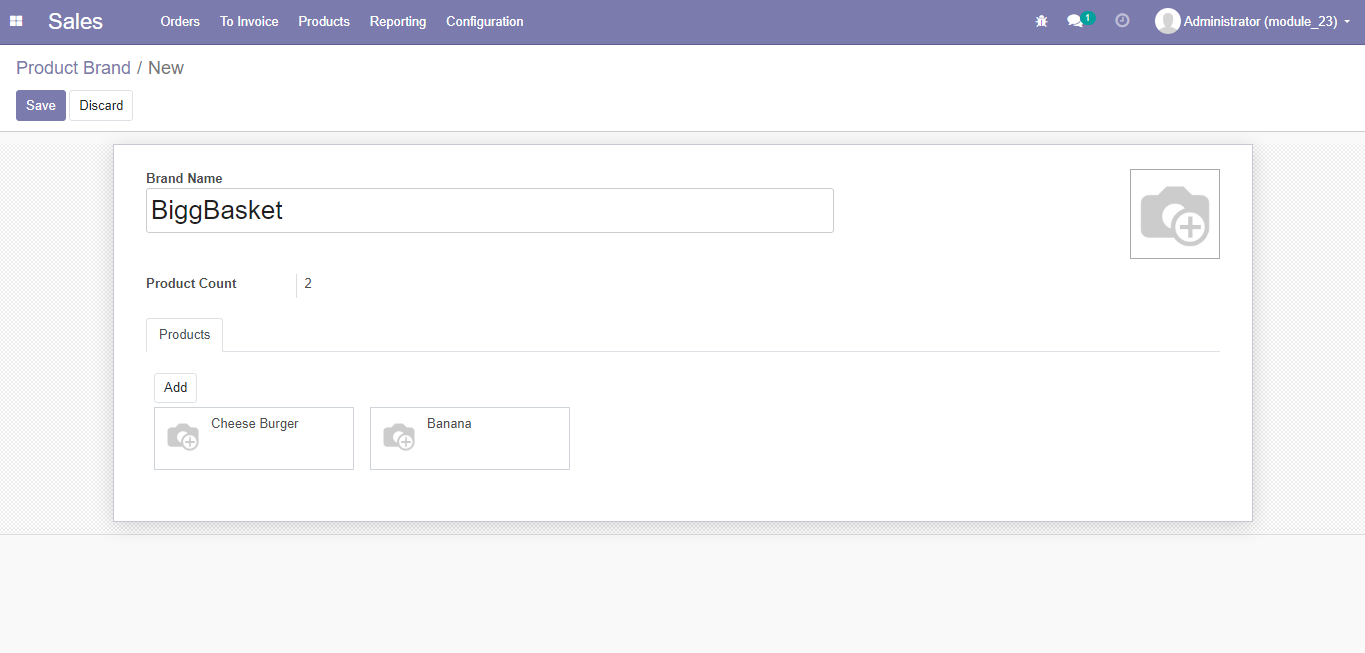 Sales Orders To Invoice Products Reporting Configuration 1 Administrator (module_23)
Product Brand / New
Save Discard
Brand Name
BiggBasket
Product Count 2
Products
Add
Cheese Burger Banana